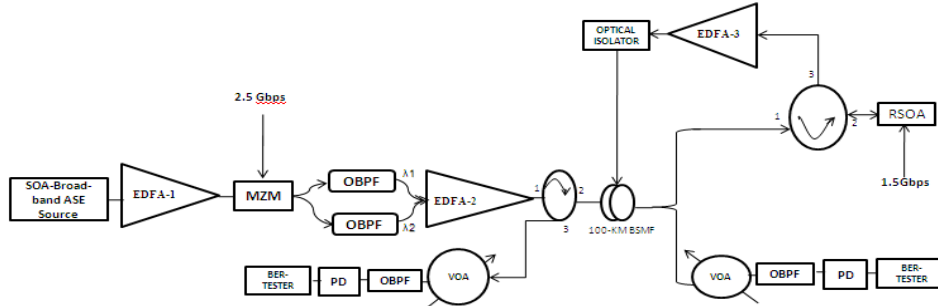 OPTICAL
ISOLATOR
EDFA-3
3
2.5 Gbps
1
2
RSOA
1.5Gbps
SOA-Broad-
band ASE
Source
EDFA-1
MZM
OBPF
λ1
OBPF
λ2
EDFA-2
1
2
3
100-KM BSMF
BER-
TESTER
PD
OBPF
VOA
VOA
OBPF
PD
BER-
TESTER